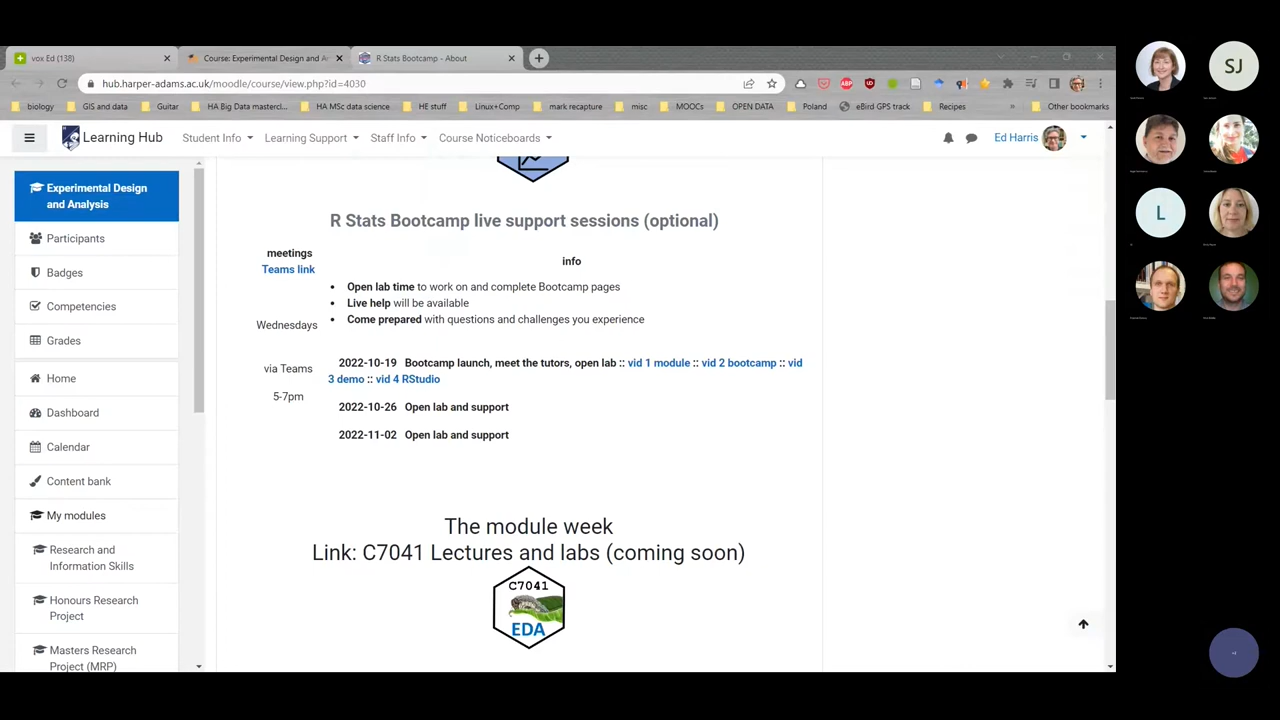 vox Ed (138)
Course: Experimental Design and An
R Stats Bootcamp - About
hub.harper-adams.ac.uk/moodle/course/view.php?id=4030
biology
GIS and data
Guitar
HA Big Data mastercl...
HA MSc data science
HE stuff
Linux+Comp
mark recapture
misc
MOOCs
OPEN DATA
Poland
eBird GPS track
Recipes
»
Other bookmarks
Learning Hub
Student Info
Learning Support
Staff Info
Course Noticeboards
Ed Harris
Experimental Design
and Analysis
Participants
Badges
Competencies
Grades
Home
Dashboard
Calendar
Content bank
My modules
Research and
Information Skills
Honours Research
Project
Masters Research
Project (MRP)
R Stats Bootcamp live support sessions (optional)
meetings
Teams link
info
• Open lab time to work on and complete Bootcamp pages
• Live help will be available
• Come prepared with questions and challenges you experience
Wednesdays
via Teams
5-7pm
2022-10-19 Bootcamp launch, meet the tutors, open lab :: vid 1 module :: vid 2 bootcamp :: vid
3 demo :: vid 4 RStudio
2022-10-26 Open lab and support
2022-11-02 Open lab and support
The module week
Link: C7041 Lectures and labs (coming soon)
C7041
EDA
SJ
L